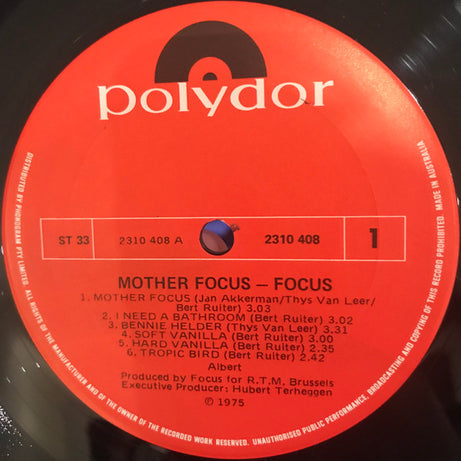 polydor
ST 33 2310 408 A 2310 408 1
MOTHER FOCUS – FOCUS
1. MOTHER FOCUS (Jan Akkerman/Thys Van Leer/
Bert Ruiter) 3.03
2. I NEED A BATHROOM (Bert Ruiter) 3.02
3. BENNIE HELDER (Thys Van Leer) 3.31
4. SOFT VANILLA (Bert Ruiter) 3.00
5. HARD VANILLA (Bert Ruiter) 2.35
6. TROPIC BIRD (Bert Ruiter) 2.42
Albert
Produced by Focus for R.T.M. Brussels
Executive Producer: Hubert Terheggen
℗ 1975
DISTRIBUTED BY PHONOGRAM PTY LIMITED. ALL RIGHTS OF THE MANUFACTURER AND OF THE OWNER OF THE RECORDED WORK RESERVED. UNAUTHORISED PUBLIC PERFORMANCE, BROADCASTING AND COPYING OF THIS RECORD PROHIBITED. MADE IN AUSTRALIA.